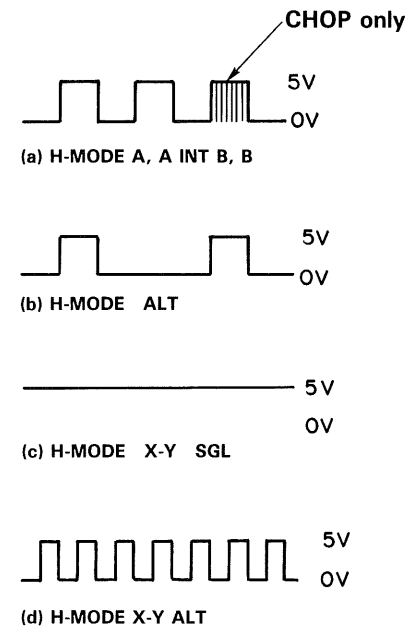 CHOP only
5V
0V
(a) H-MODE A, A INT B, B
5V
0V
(b) H-MODE ALT
5V
0V
(c) H-MODE X-Y SGL
5V
0V
(d) H-MODE X-Y ALT